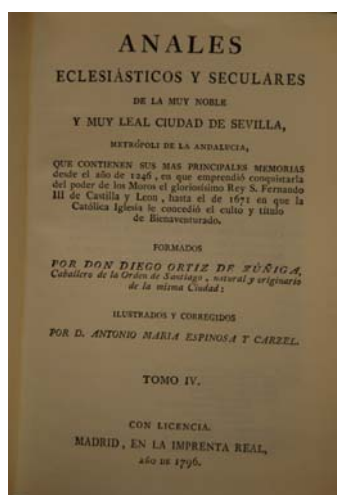 ANALES
ECLESIÁSTICOS Y SECULARES
DE LA MUY NOBLE
Y MUY LEAL CIUDAD DE SEVILLA,
METRÓPOLI DE LA ANDALUCIA,
QUE CONTIENEN SUS MAS PRINCIPALES MEMORIAS
desde el año de 1246, en que emprendió conquistarla
del poder de los Moros el gloriosísimo Rey S. Fernando
III de Castilla y Leon, hasta el de 1671 en que la
Católica Iglesia le concedió el culto y título
de Bienaventurado.
FORMADOS
POR DON DIEGO ORTIZ DE ZÚÑIGA,
Caballero de la Orden de Santiago, natural y originario
de la misma Ciudad:
ILUSTRADOS Y CORREGIDOS
POR D. ANTONIO MARIA ESPINOSA Y CARZEL.
TOMO IV.
CON LICENCIA.
MADRID, EN LA IMPRENTA REAL,
AÑO DE 1796.